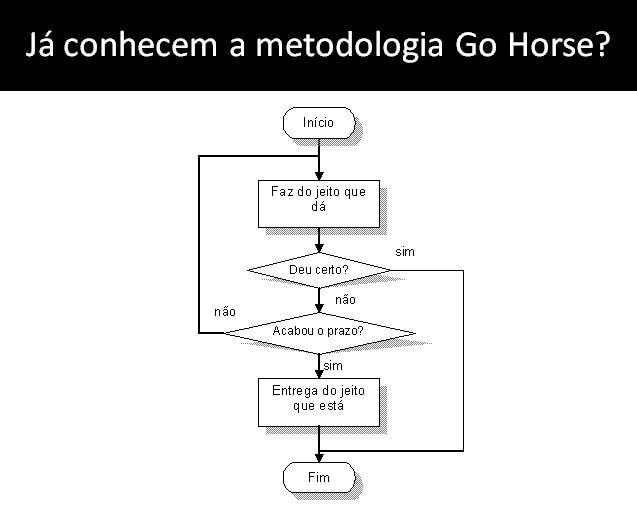 Já conhecem a metodologia Go Horse?
Início
Faz do jeito que
dá
Deu certo?
sim
não
Acabou o prazo?
não
sim
Entrega do jeito
que está
Fim